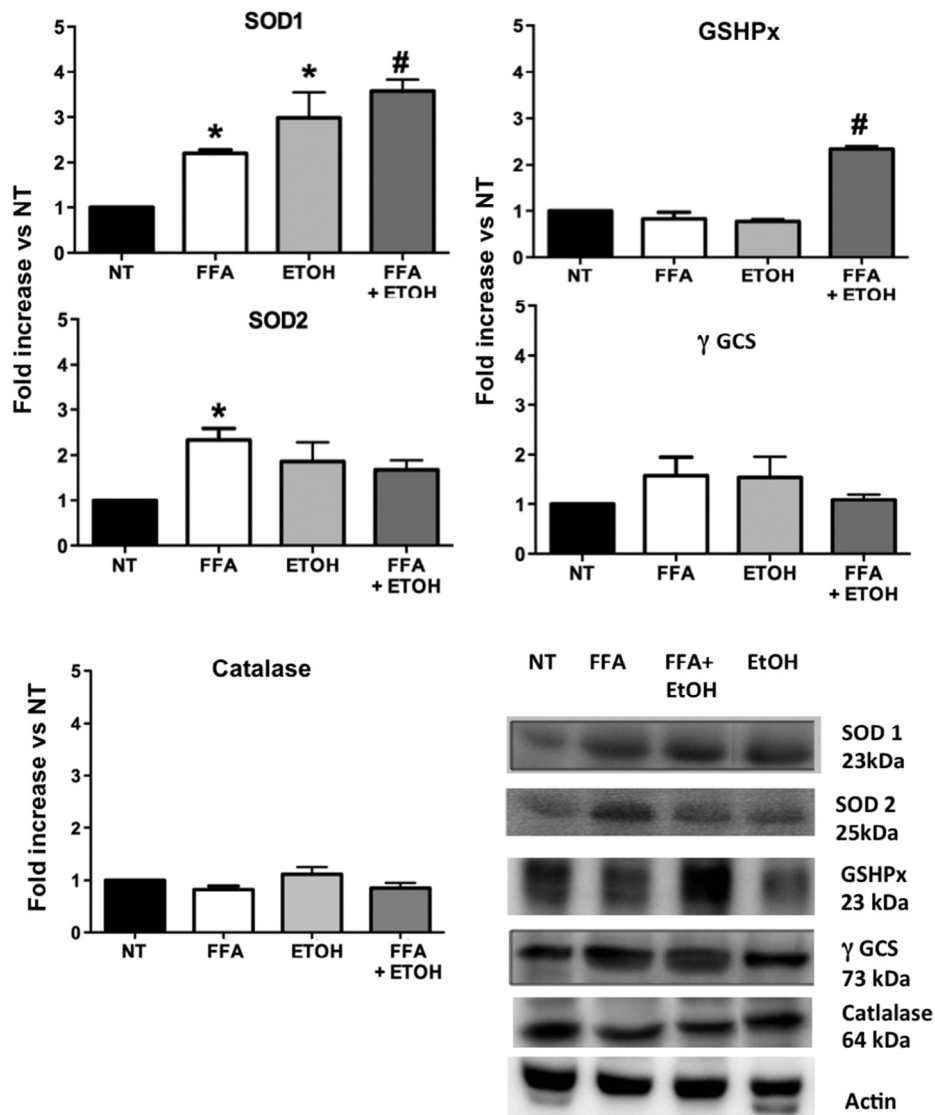 SOD1
Fold increase vs NT
5
4
3
2
1
0
*
*
#
NT FFA ETOH FFA
+ ETOH
GSHPx
Fold increase vs NT
5
4
3
2
1
0
#
NT FFA ETOH FFA
+ ETOH
SOD2
5
4
3
2
1
0
*
NT FFA ETOH FFA
+ ETOH
γ GCS
5
4
3
2
1
0
NT FFA ETOH FFA
+ ETOH
Catalase
Fold increase vs NT
5
4
3
2
1
0
NT FFA ETOH FFA
+ ETOH
NT FFA FFA+ EtOH
EtOH
SOD 1
23kDa
SOD 2
25kDa
GSHPx
23 kDa
γ GCS
73 kDa
Catlalase
64 kDa
Actin